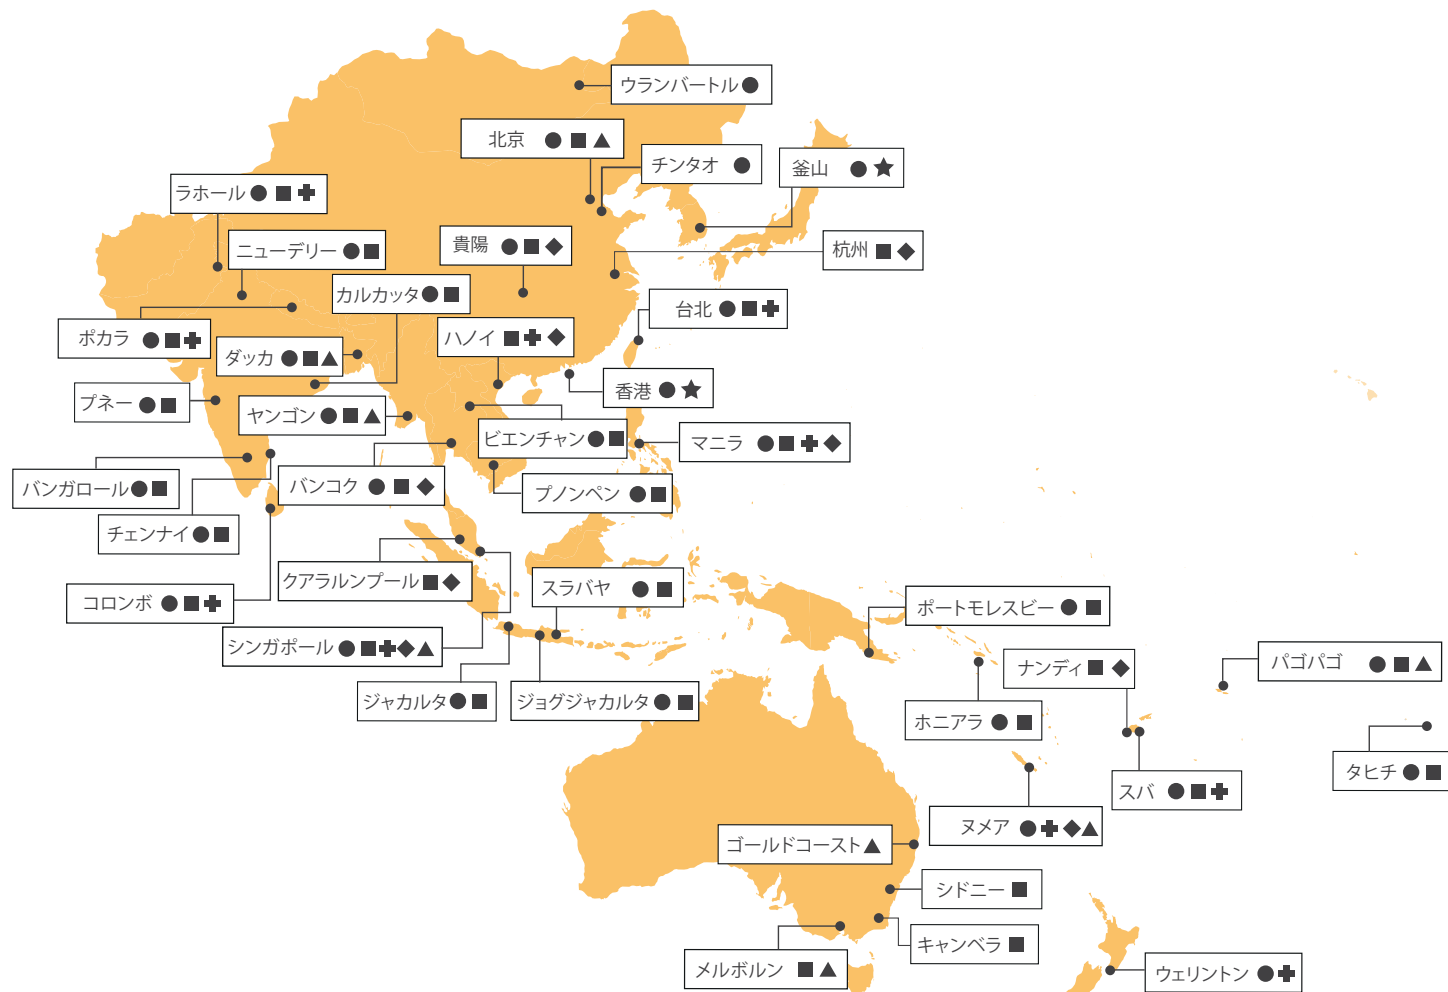 ウランバートル ●
北京 ● ■ ▲
チンタオ ●
釜山 ● ★
ラホール ● ■ ✚
ニューデリー ● ■
貴陽 ● ■ ◆
杭州 ■ ◆
カルカッタ ● ■
台北 ● ■ ✚
ポカラ ● ■ ✚
ハノイ ■ ✚ ◆
ダッカ ● ■ ▲
香港 ● ★
プネー ● ■
ヤンゴン ● ■ ▲
ビエンチャン ● ■
マニラ ● ■ ✚ ◆
バンガロール ● ■
バンコク ● ■ ◆
プノンペン ● ■
チェンナイ ● ■
クアラルンプール ■ ◆
スラバヤ ● ■
コロンボ ● ■ ✚
ポートモレスビー ● ■
シンガポール ● ■ ✚ ◆ ▲
ナンディ ■ ◆
パゴパゴ ● ■ ▲
ジャカルタ ● ■
ジョグジャカルタ ● ■
ホニアラ ● ■
タヒチ ● ■
スバ ● ■ ✚
ヌメア ● ✚ ◆ ▲
ゴールドコースト ▲
シドニー ■
キャンベラ ■
メルボルン ■ ▲
ウェリントン ● ✚